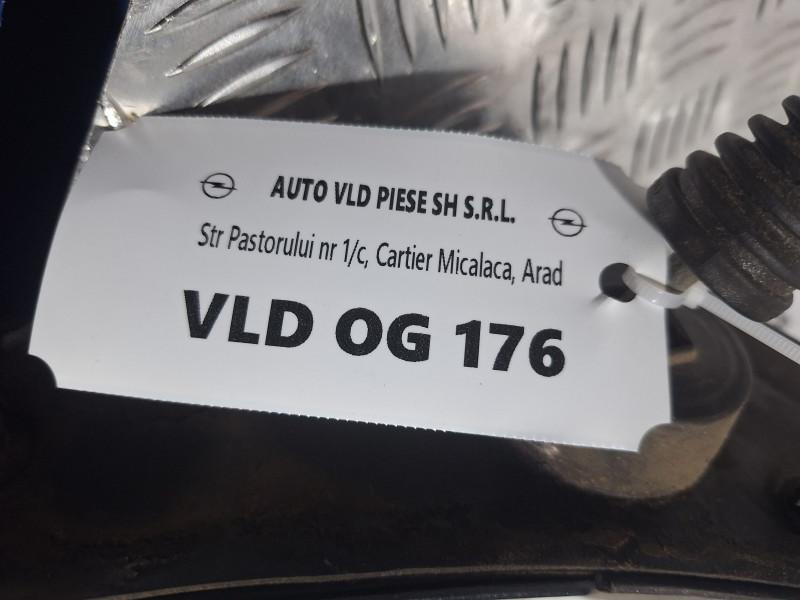 AUTO VLD PIESE SH S.R.L.
Str Pastorului nr 1/c, Cartier Micalaca, Arad
VLD OG 176